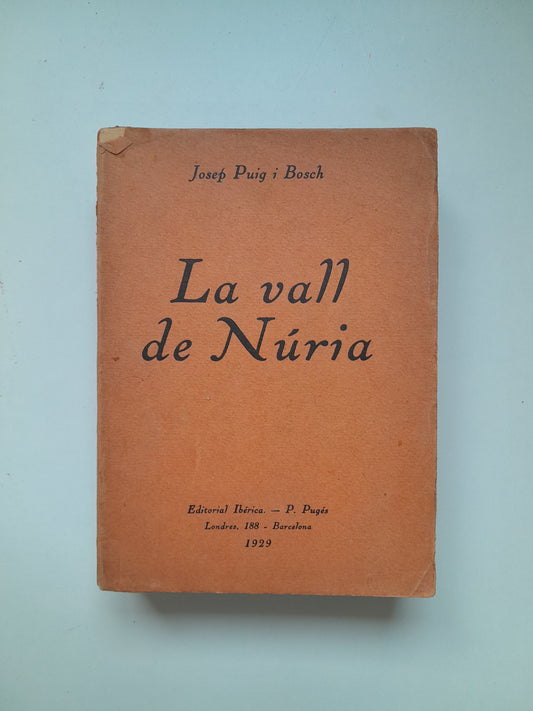 Josep Puig i Bosch
La vall
de Núria
Editorial Ibérica. — P. Pugés
Londres, 188 - Barcelona
1929